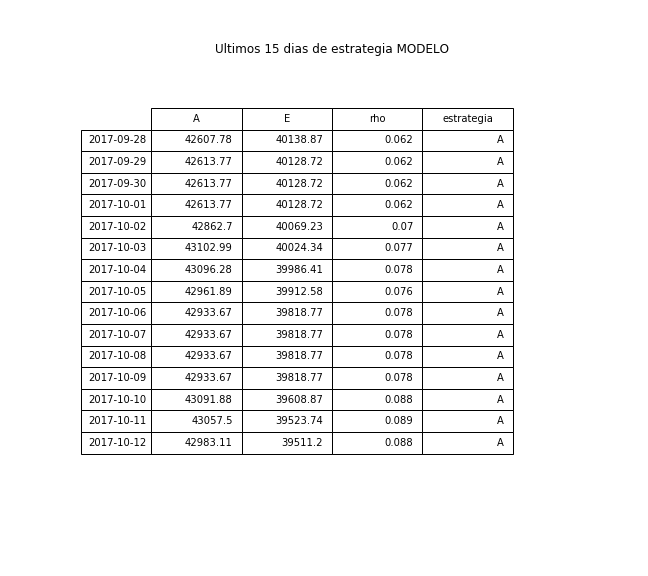 Ultimos 15 dias de estrategia MODELO
A E rho estrategia
2017-09-28 42607.78 40138.87 0.062 A
2017-09-29 42613.77 40128.72 0.062 A
2017-09-30 42613.77 40128.72 0.062 A
2017-10-01 42613.77 40128.72 0.062 A
2017-10-02 42862.7 40069.23 0.07 A
2017-10-03 43102.99 40024.34 0.077 A
2017-10-04 43096.28 39986.41 0.078 A
2017-10-05 42961.89 39912.58 0.076 A
2017-10-06 42933.67 39818.77 0.078 A
2017-10-07 42933.67 39818.77 0.078 A
2017-10-08 42933.67 39818.77 0.078 A
2017-10-09 42933.67 39818.77 0.078 A
2017-10-10 43091.88 39608.87 0.088 A
2017-10-11 43057.5 39523.74 0.089 A
2017-10-12 42983.11 39511.2 0.088 A